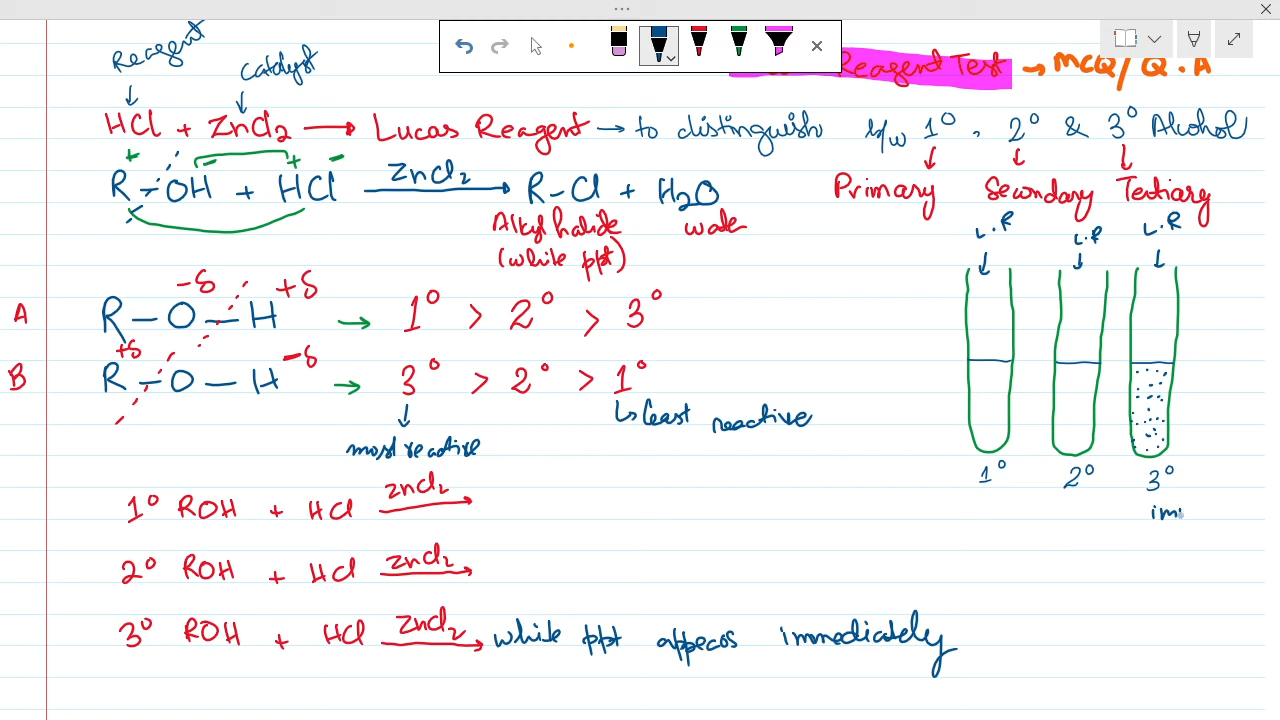 Reagent
Catalyst
Reagent Test → MCQ/Q.A
HCl + ZnCl2 → Lucas Reagent → to distinguish b/w 1°, 2° & 3° Alcohol
Primary Secondary Tertiary
+ - + -
R-OH + HCl ZnCl2 → R-Cl + H2O
Alkyl halide water
(white ppt)
L.R L.R L.R
-δ +δ
A R-O-H → 1° > 2° > 3°
+δ -δ
B R-O-H → 3° > 2° > 1°
↳ least reactive
most reactive
1° 2° 3°
im
1° ROH + HCl ZnCl2 →
2° ROH + HCl ZnCl2 →
3° ROH + HCl ZnCl2 → white ppt appears immediately